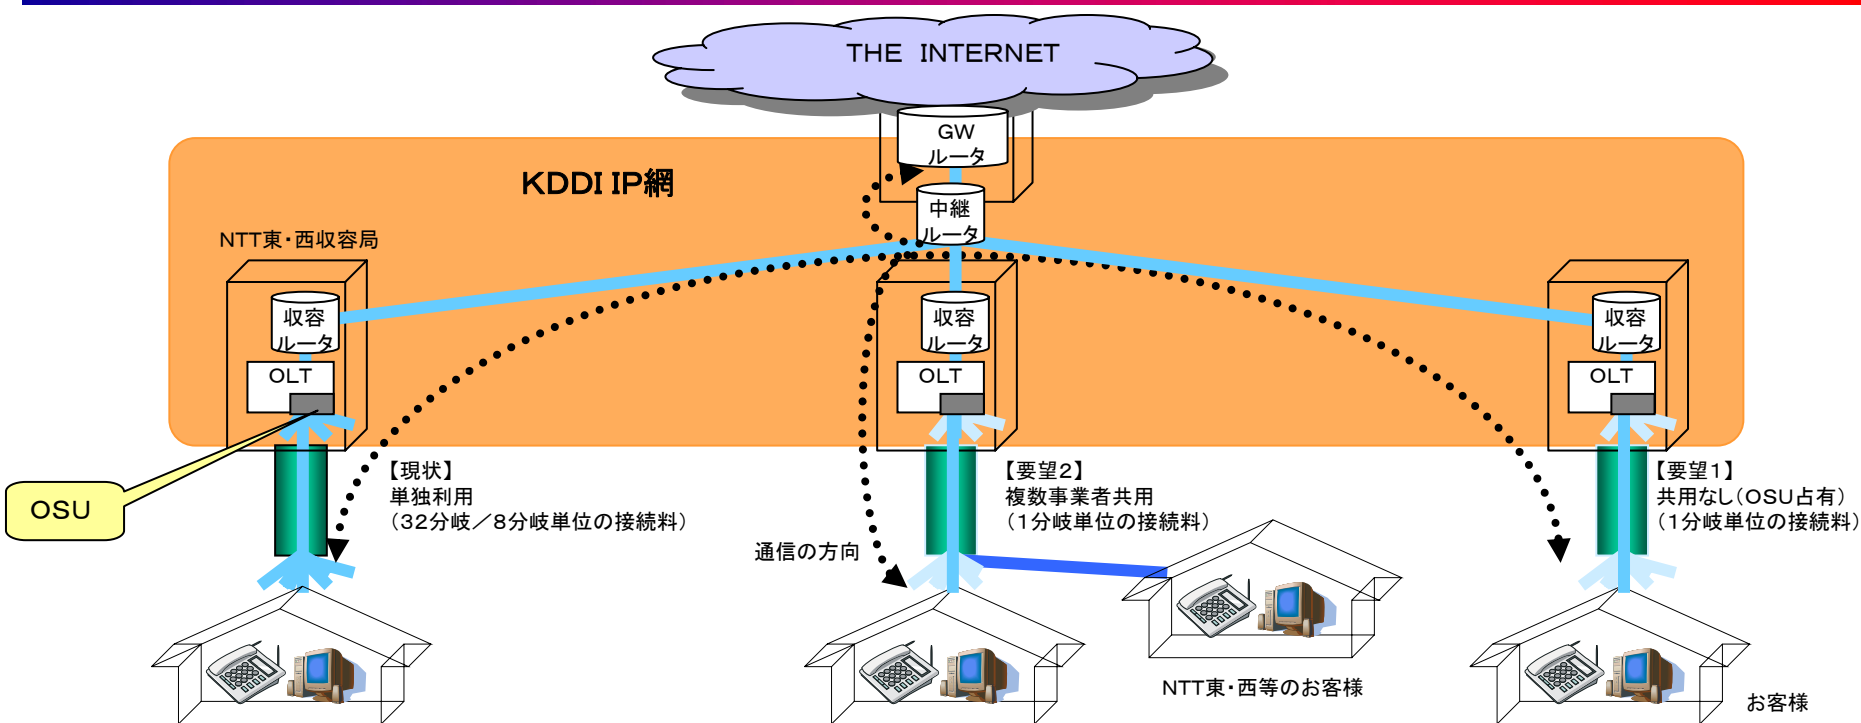 THE INTERNET
GW
ルータ
KDDI IP網
中継
ルータ
NTT東・西収容局
収容
ルータ
OLT
収容
ルータ
OLT
収容
ルータ
OLT
OSU
【現状】
単独利用
（32分岐／8分岐単位の接続料）
【要望2】
複数事業者共用
（1分岐単位の接続料）
【要望1】
共用なし（OSU占有）
（1分岐単位の接続料）
通信の方向
NTT東・西等のお客様
お客様